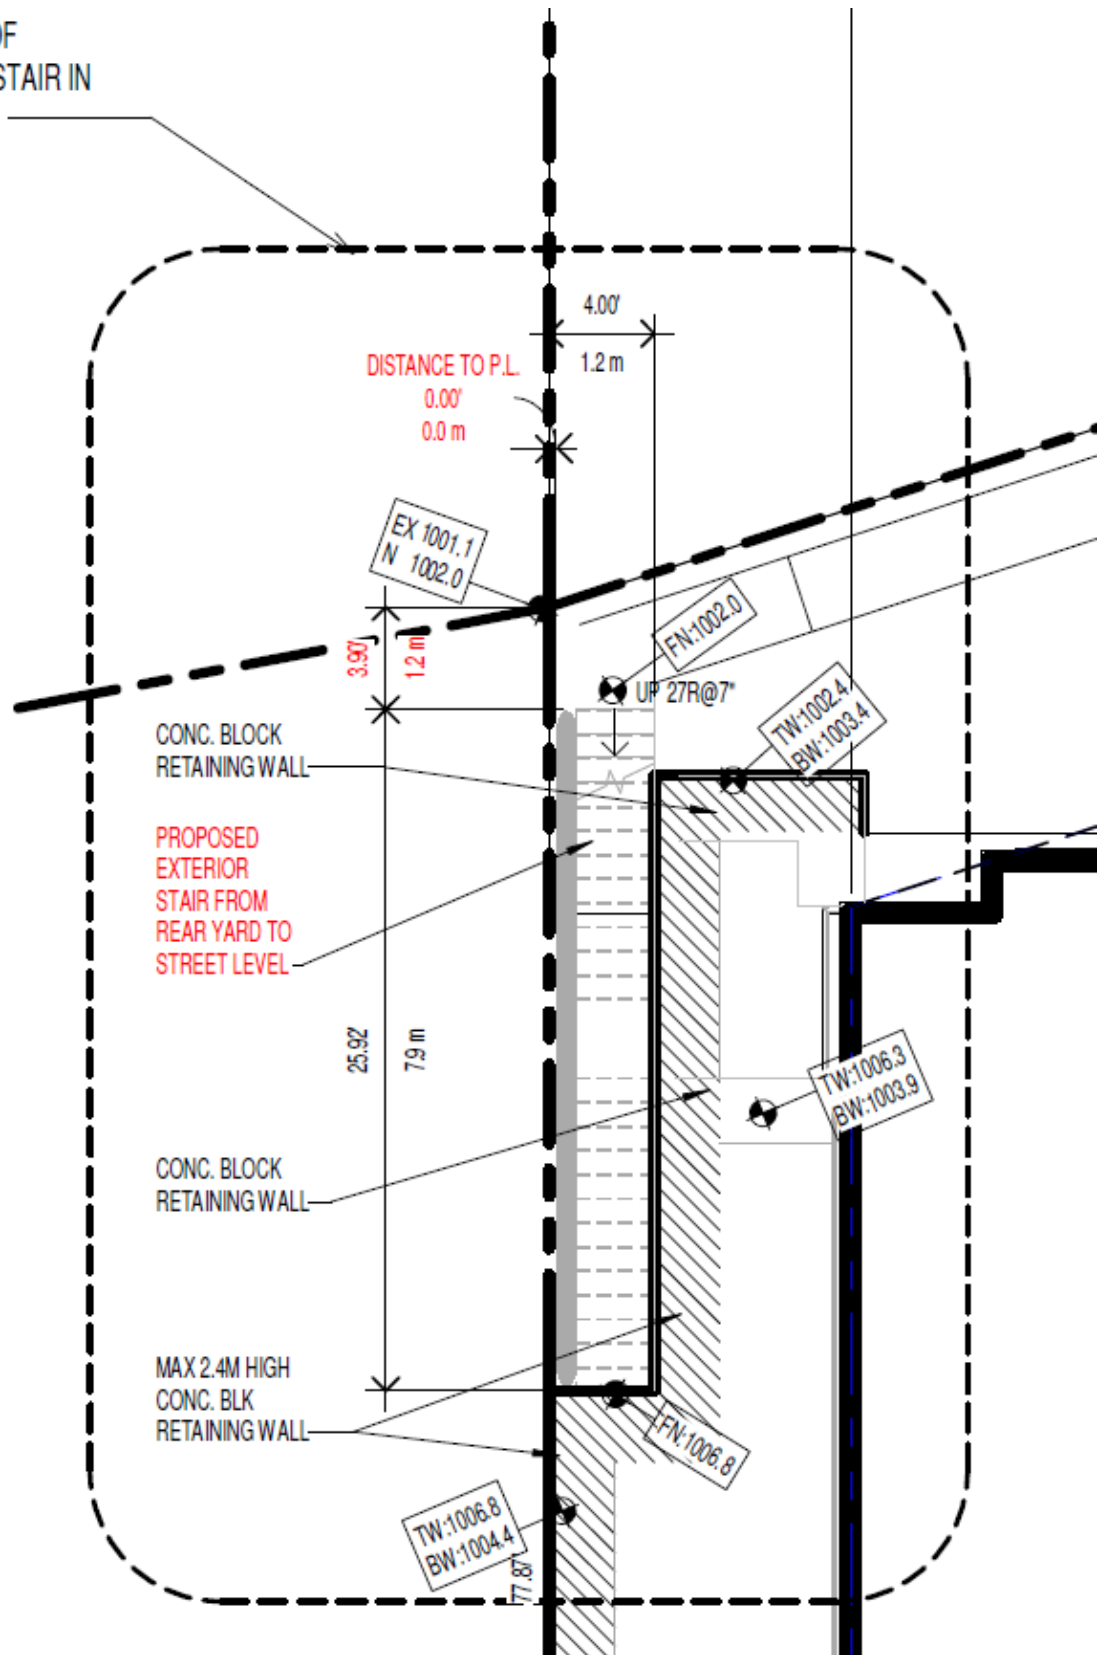 OF
STAIR IN
4.00'
1.2 m
DISTANCE TO P.L.
0.00'
0.0 m
EX 1001.1
N 1002.0
FN:1002.0
3.90'
1.2 m
UP 27R@7"
TW:1002.4
BW:1003.4
CONC. BLOCK
RETAINING WALL
PROPOSED
EXTERIOR
STAIR FROM
REAR YARD TO
STREET LEVEL
25.92'
7.9 m
TW:1006.3
BW:1003.9
CONC. BLOCK
RETAINING WALL
MAX 2.4M HIGH
CONC. BLK
RETAINING WALL
FN:1006.8
TW:1006.8
BW:1004.4
77.87'